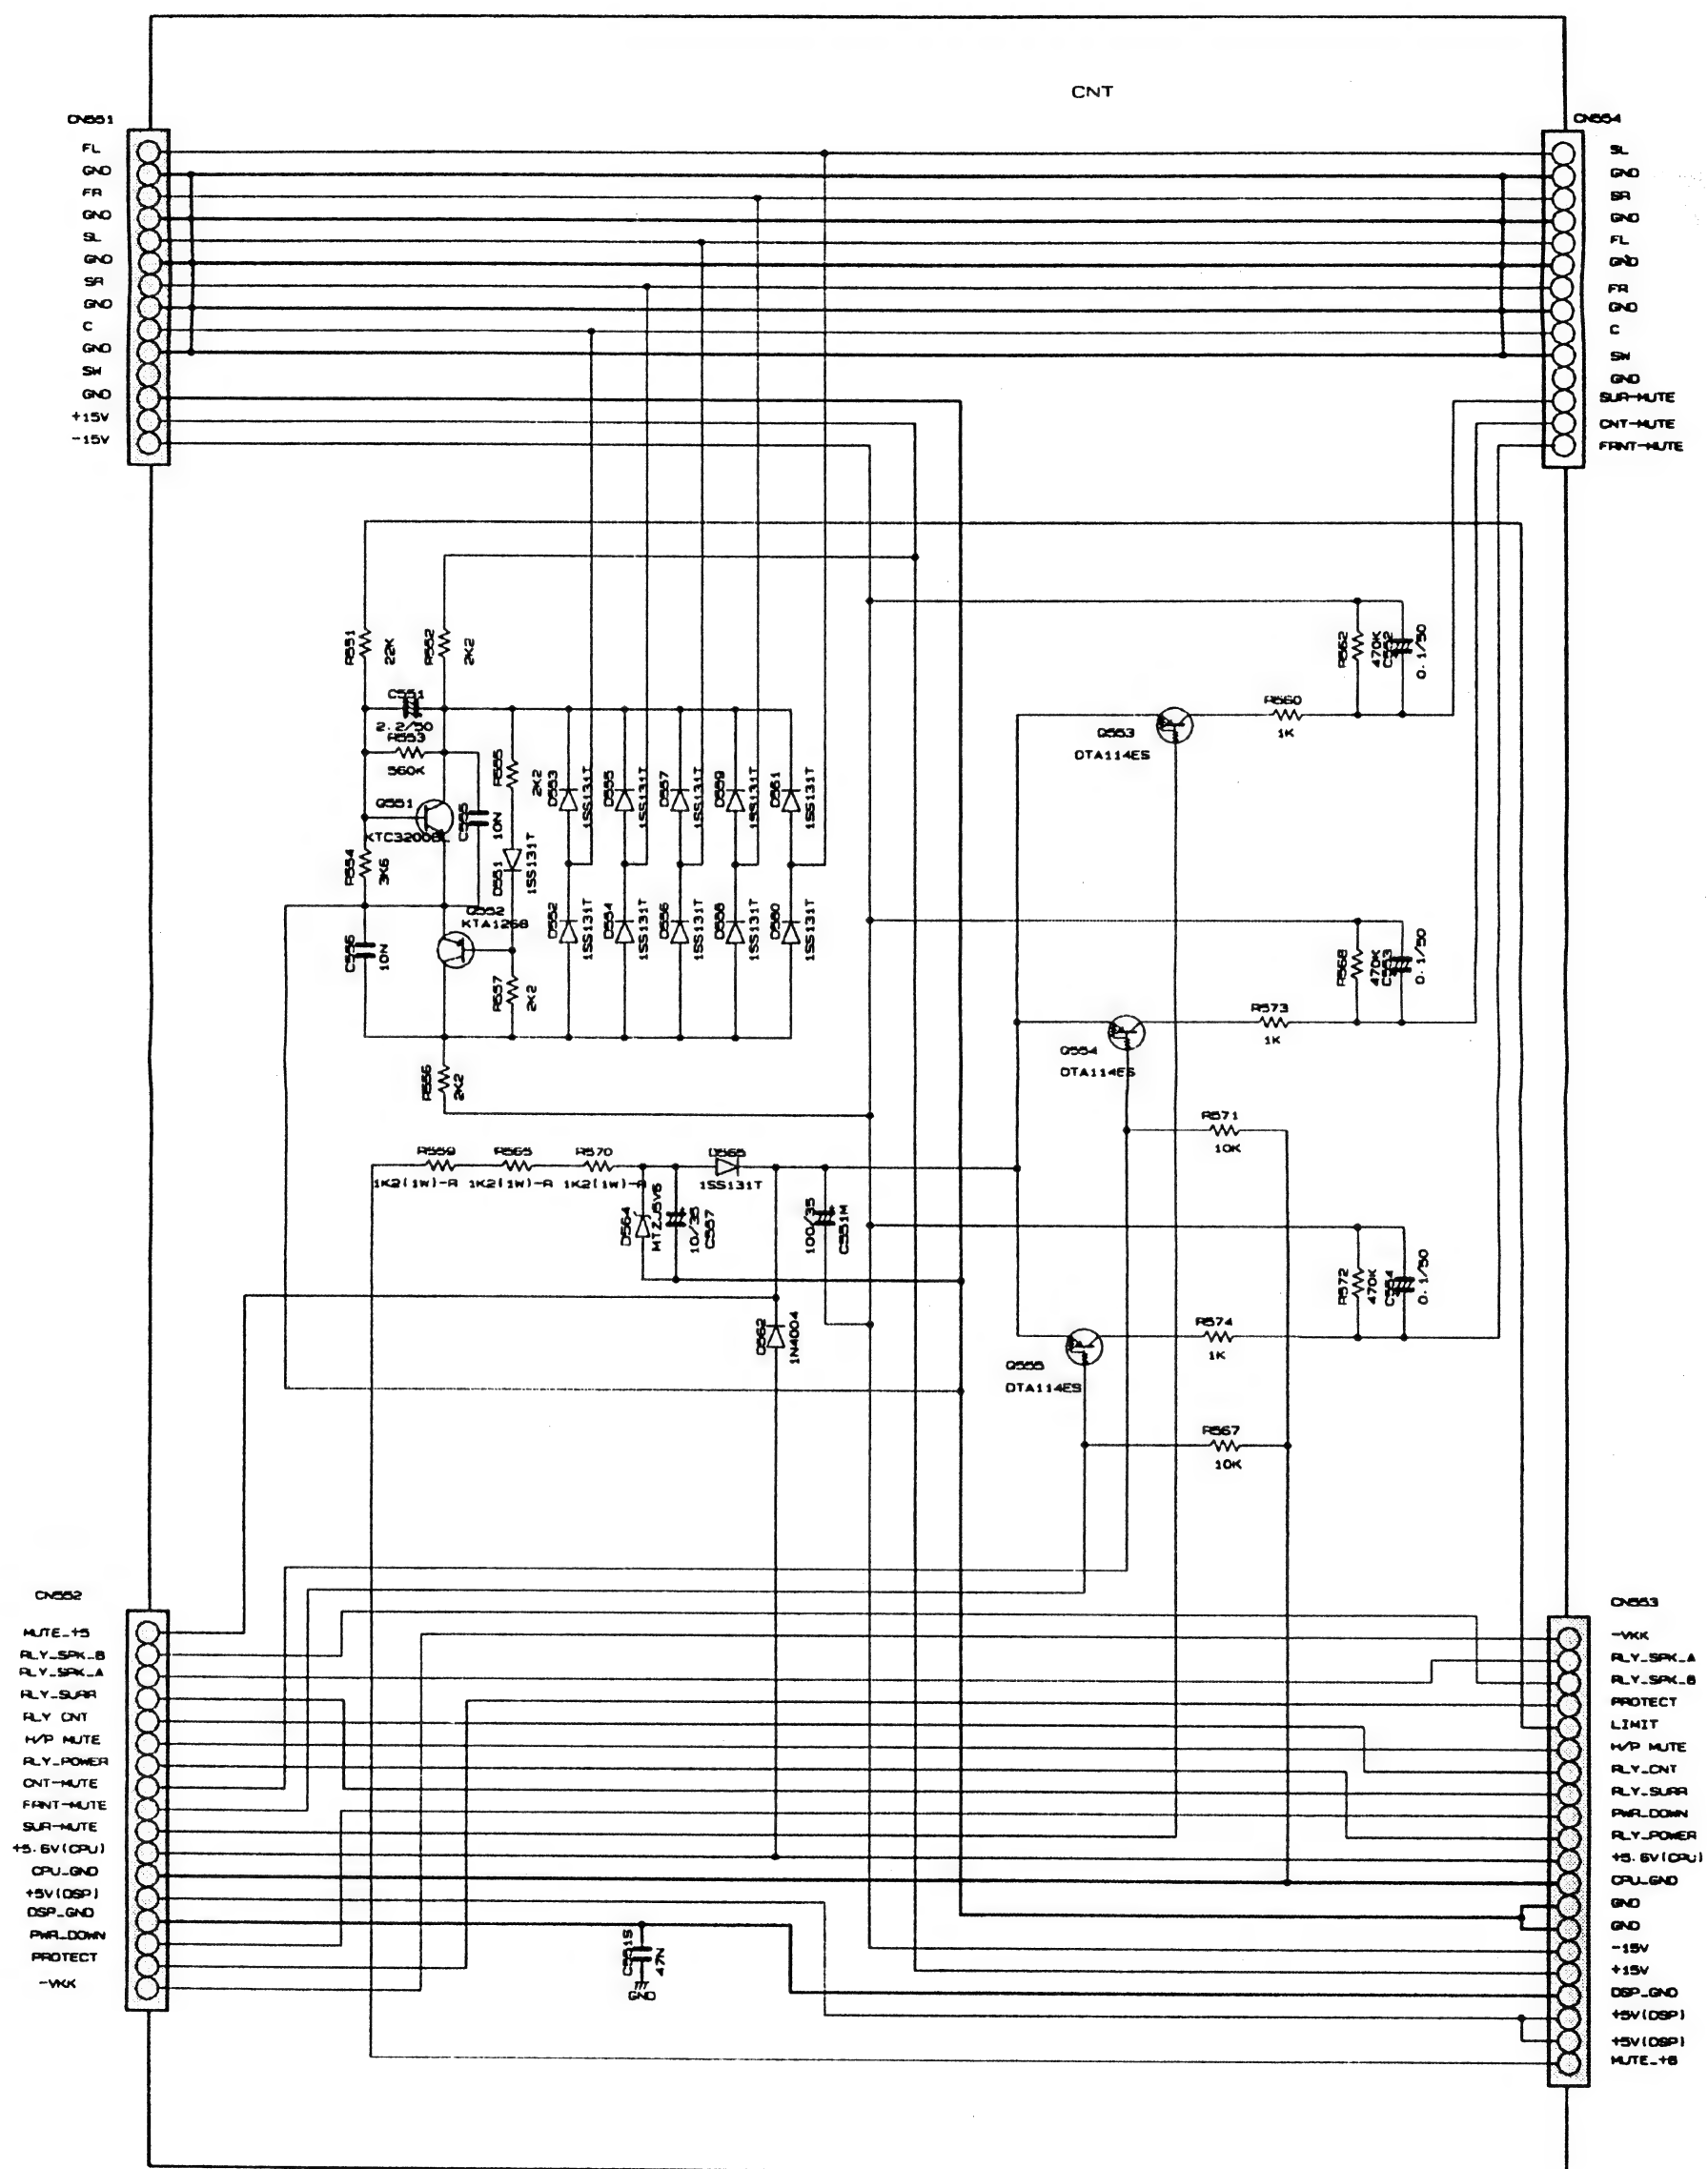 CNT
CN551
FL
GND
FR
GND
SL
GND
SR
GND
C
GND
SW
GND
+15V
-15V
CN554
SL
GND
SR
GND
FL
GND
FR
GND
C
SW
GND
SUR-MUTE
CNT-MUTE
FRNT-MUTE
R551
22K
R552
2K2
C551
2.2/50
R553
560K
Q551
KTC3200BL
C555
10N
R555
2K2
D551
1SS131T
R554
3K6
Q552
KTA1268
C556
10N
R557
2K2
R556
2K2
D553
1SS131T
D555
1SS131T
D557
1SS131T
D559
1SS131T
D561
1SS131T
D552
1SS131T
D554
1SS131T
D556
1SS131T
D558
1SS131T
D560
1SS131T
R562
470K
C552
0.1/50
R560
1K
Q553
DTA114ES
R568
470K
C553
0.1/50
R573
1K
Q554
DTA114ES
R571
10K
R559
1K2(1W)-R
R565
1K2(1W)-R
R570
1K2(1W)-R
D565
1SS131T
D564
MTZJ5V6
10/35
C557
100/35
C551M
D562
1N4004
R572
470K
C554
0.1/50
R574
1K
Q555
DTA114ES
R567
10K
CN552
MUTE_+5
RLY_SPK_B
RLY_SPK_A
RLY_SURR
RLY CNT
H/P MUTE
RLY_POWER
CNT-MUTE
FRNT-MUTE
SUR-MUTE
+5.6V(CPU)
CPU_GND
+5V(DSP)
DSP_GND
PWR_DOWN
PROTECT
-VKK
C551S
47N
GND
CN553
-VKK
RLY_SPK_A
RLY_SPK_B
PROTECT
LIMIT
H/P MUTE
RLY_CNT
RLY_SURR
PWR_DOWN
RLY_POWER
+5.6V(CPU)
CPU_GND
GND
GND
-15V
+15V
DSP_GND
+5V(DSP)
+5V(DSP)
MUTE_+B